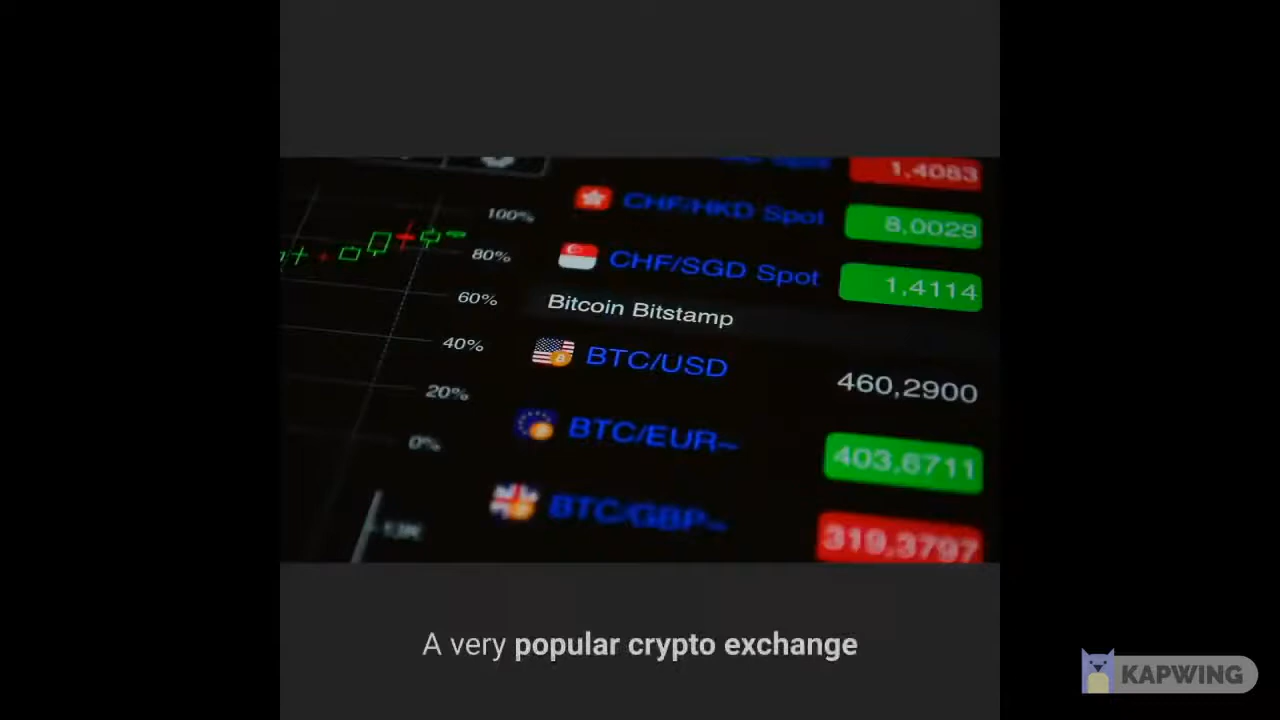 1,4083
CHF/HKD Spot 8,0029
100%
CHF/SGD Spot 1,4114
80%
60%
Bitcoin Bitstamp
40%
BTC/USD 460,2900
20%
BTC/EUR~ 403,6711
0%
BTC/GBP~ 319,3797
A very popular crypto exchange
KAPWING